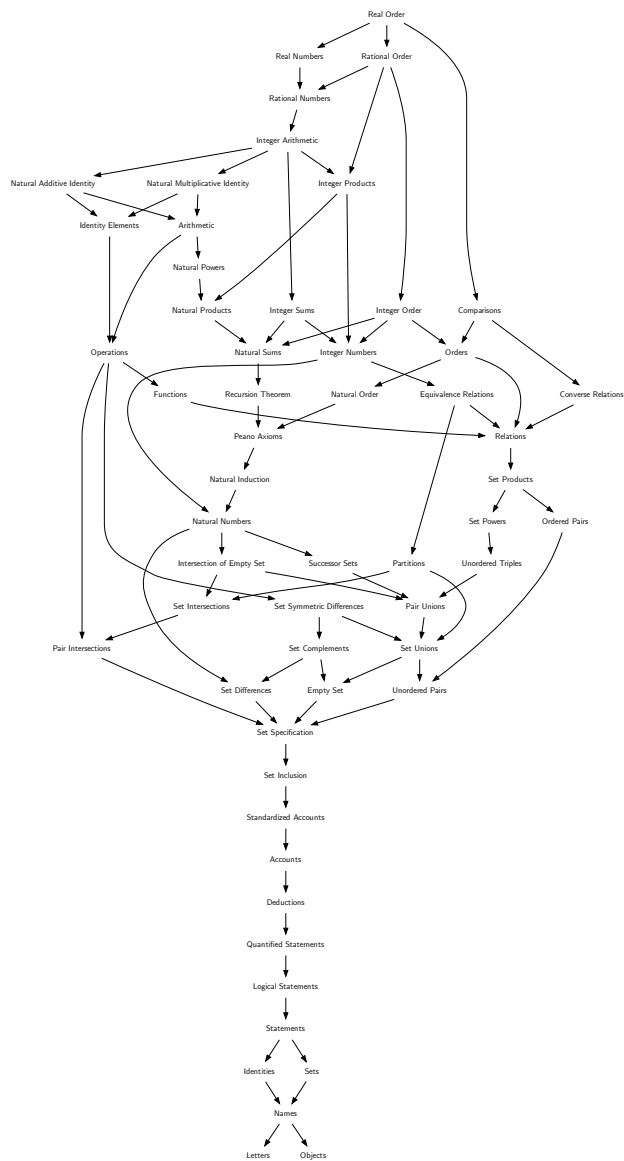 Real Order
Real Numbers Rational Order
Rational Numbers
Integer Arithmetic
Natural Additive Identity Natural Multiplicative Identity Integer Products
Identity Elements Arithmetic
Natural Powers
Natural Products Integer Sums Integer Order Comparisons
Operations Natural Sums Integer Numbers Orders
Functions Recursion Theorem Natural Order Equivalence Relations Converse Relations
Peano Axioms Relations
Natural Induction Set Products
Natural Numbers Set Powers Ordered Pairs
Intersection of Empty Set Successor Sets Partitions Unordered Triples
Set Intersections Set Symmetric Differences Pair Unions
Pair Intersections Set Complements Set Unions
Set Differences Empty Set Unordered Pairs
Set Specification
Set Inclusion
Standardized Accounts
Accounts
Deductions
Quantified Statements
Logical Statements
Statements
Identities Sets
Names
Letters Objects